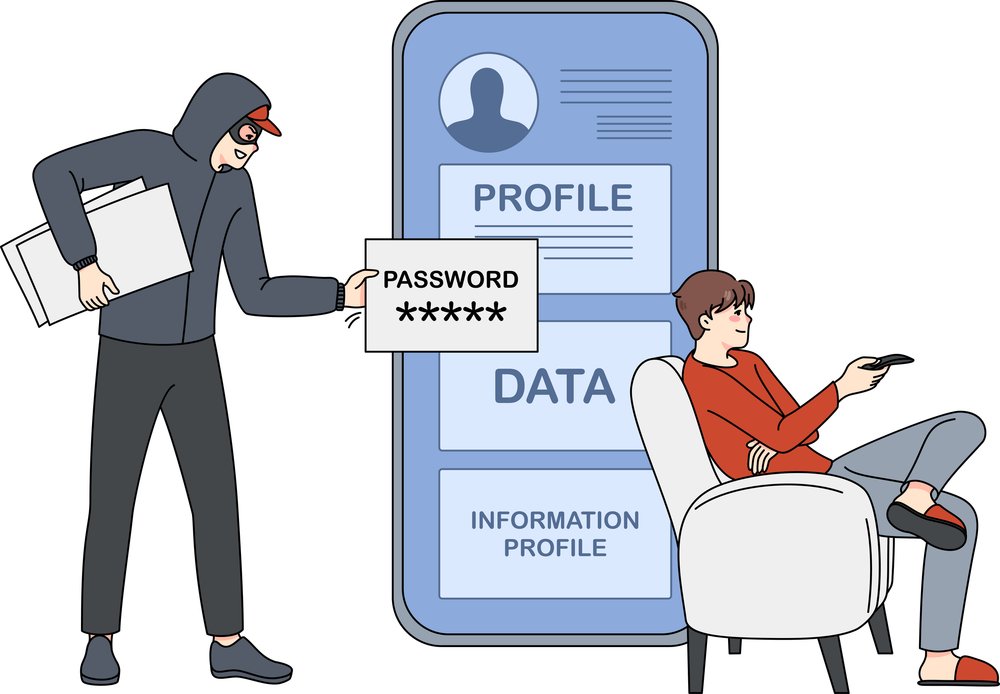 PROFILE
PASSWORD
*****
DATA
INFORMATION
PROFILE